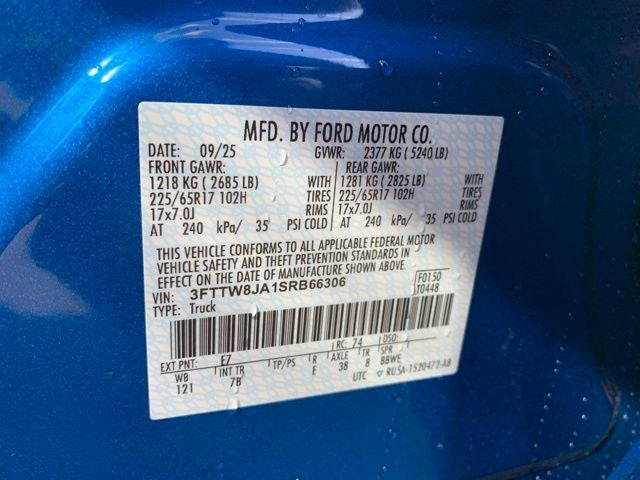 MFD. BY FORD MOTOR CO.
DATE: 09/25 GVWR: 2377 KG ( 5240 LB)
FRONT GAWR: REAR GAWR:
1218 KG ( 2685 LB) WITH 1281 KG ( 2825 LB) WITH
225/65R17 102H TIRES 225/65R17 102H TIRES
17x7.0J RIMS 17x7.0J RIMS
AT 240 kPa/ 35 PSI COLD AT 240 kPa/ 35 PSI COLD
THIS VEHICLE CONFORMS TO ALL APPLICABLE FEDERAL MOTOR
VEHICLE SAFETY AND THEFT PREVENTION STANDARDS IN
EFFECT ON THE DATE OF MANUFACTURE SHOWN ABOVE.
VIN: 3FTTW8JA1SRB66306 F0150
TYPE: Truck T0448
EXT PNT: E7 RC: 74 DSO:
WB INT TR TP/PS R AXLE TR SPR
121 7B E 38 8 BBWE
UTC ▽ RU5A-1520472-AB